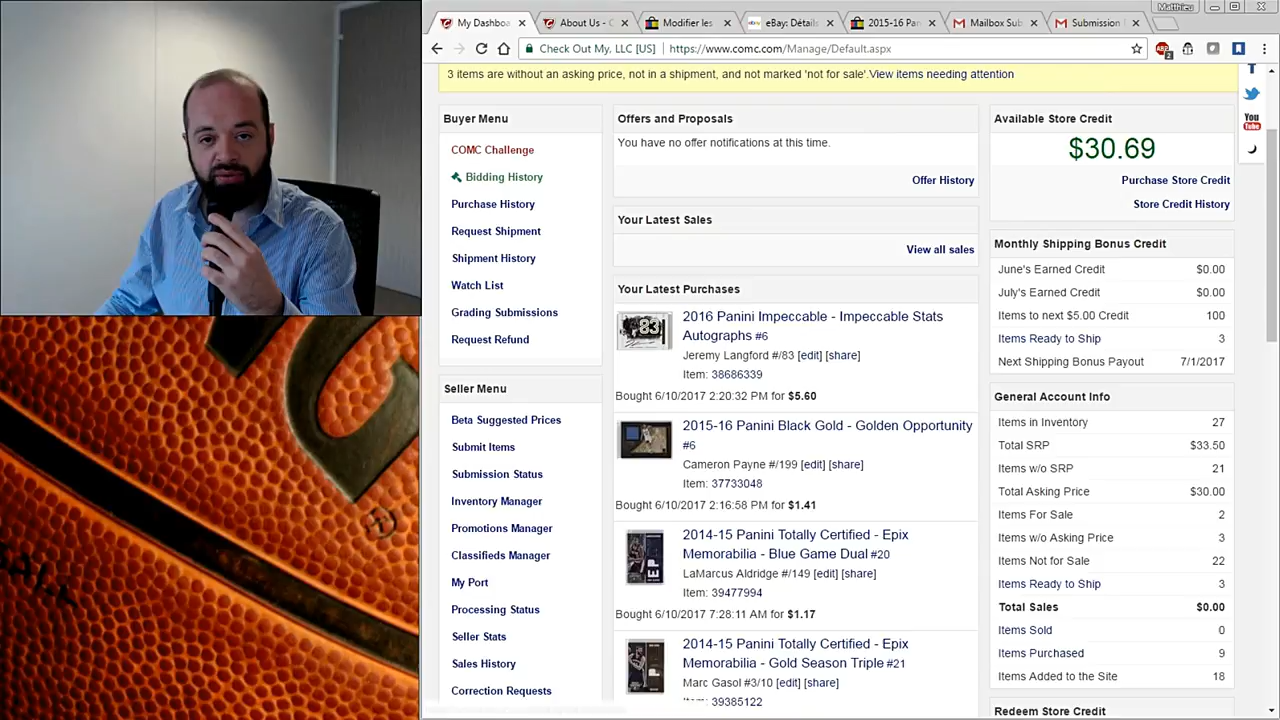 Matthieu
My Dashboa
About Us - C
Modifier les
eBay: Détails
2015-16 Pan
Mailbox Sub
Submission
Check Out My, LLC [US]
https://www.comc.com/Manage/Default.aspx
3 items are without an asking price, not in a shipment, and not marked 'not for sale'.View items needing attention
Buyer Menu
COMC Challenge
Bidding History
Purchase History
Request Shipment
Shipment History
Watch List
Grading Submissions
Request Refund
Seller Menu
Beta Suggested Prices
Submit Items
Submission Status
Inventory Manager
Promotions Manager
Classifieds Manager
My Port
Processing Status
Seller Stats
Sales History
Correction Requests
Offers and Proposals
You have no offer notifications at this time.
Offer History
Your Latest Sales
View all sales
Your Latest Purchases
83
2016 Panini Impeccable - Impeccable Stats
Autographs #6
Jeremy Langford #/83 [edit] [share]
Item: 38686339
Bought 6/10/2017 2:20:32 PM for $5.60
2015-16 Panini Black Gold - Golden Opportunity
#6
Cameron Payne #/199 [edit] [share]
Item: 37733048
Bought 6/10/2017 2:16:58 PM for $1.41
2014-15 Panini Totally Certified - Epix
Memorabilia - Blue Game Dual #20
LaMarcus Aldridge #/149 [edit] [share]
Item: 39477994
Bought 6/10/2017 7:28:11 AM for $1.17
2014-15 Panini Totally Certified - Epix
Memorabilia - Gold Season Triple #21
Marc Gasol #3/10 [edit] [share]
Item: 39385122
Available Store Credit
$30.69
Purchase Store Credit
Store Credit History
Monthly Shipping Bonus Credit
June's Earned Credit $0.00
July's Earned Credit $0.00
Items to next $5.00 Credit 100
Items Ready to Ship 3
Next Shipping Bonus Payout 7/1/2017
General Account Info
Items in Inventory 27
Total SRP $33.50
Items w/o SRP 21
Total Asking Price $30.00
Items For Sale 2
Items w/o Asking Price 3
Items Not for Sale 22
Items Ready to Ship 3
Total Sales $0.00
Items Sold 0
Items Purchased 9
Items Added to the Site 18
Redeem Store Credit
You
Tube